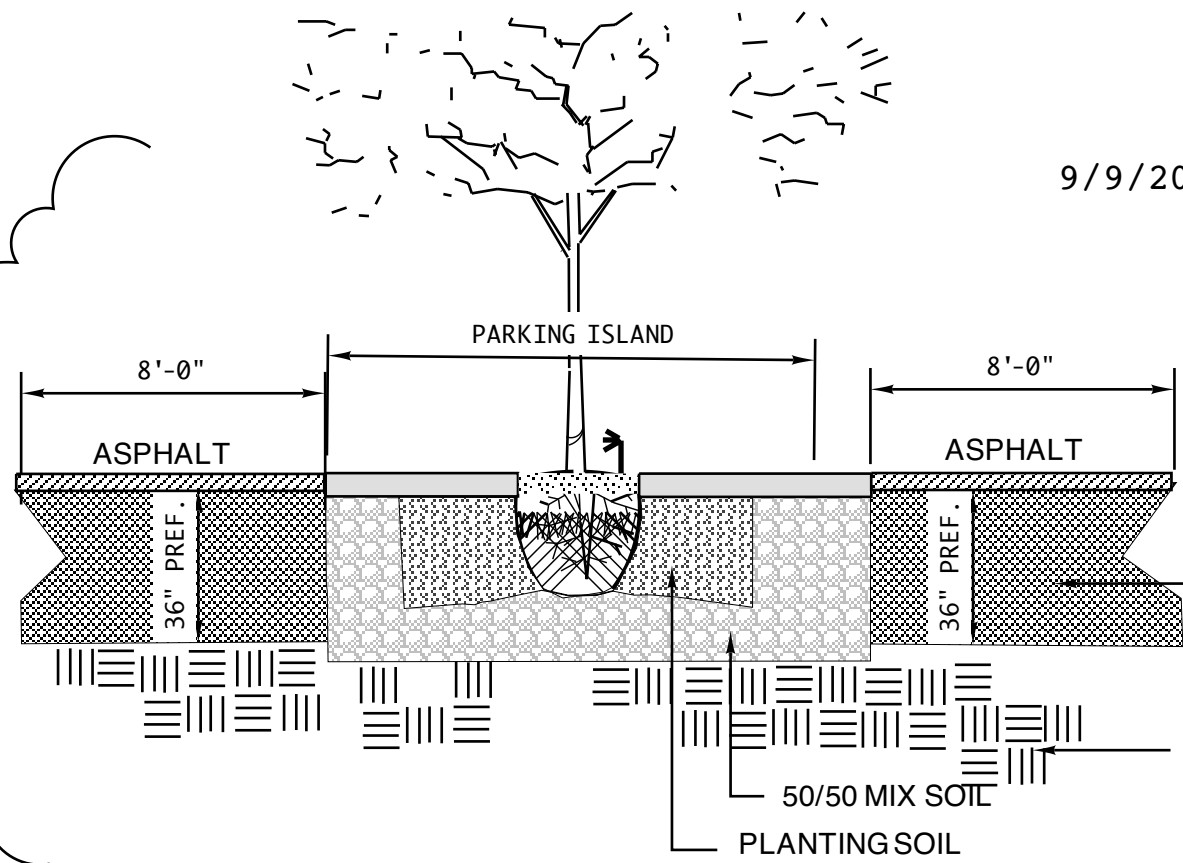 9/9/20
PARKING ISLAND
8'-0"
8'-0"
ASPHALT
ASPHALT
36" PREF.
36" PREF.
50/50 MIX SOIL
PLANTING SOIL